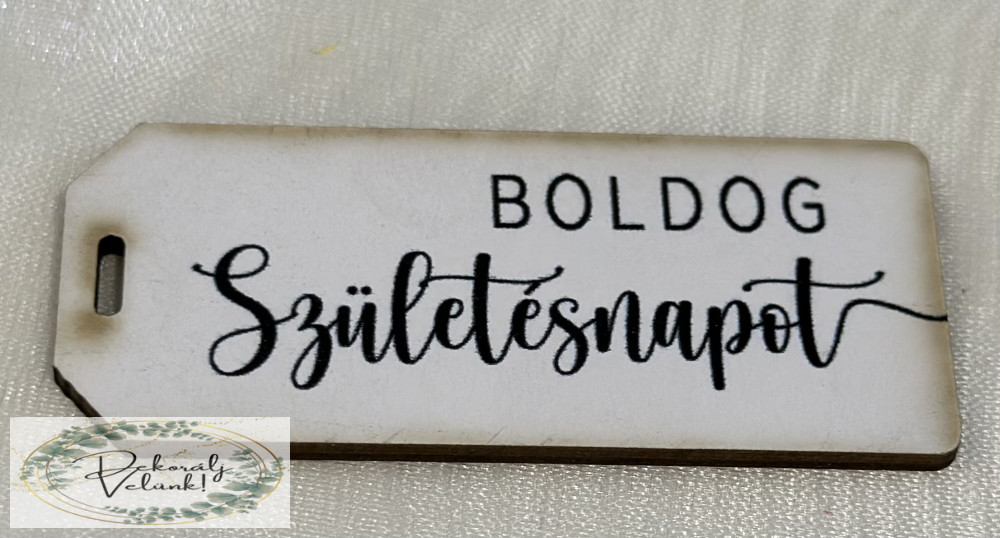 BOLDOG
Születésnapot
Dekorálj
Velünk!